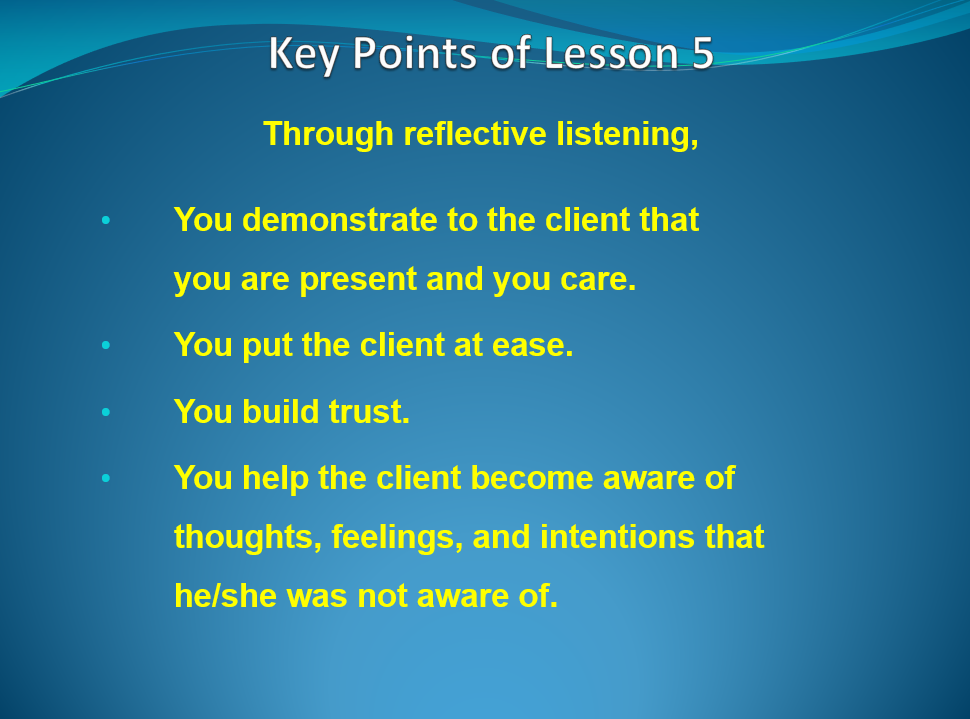 Key Points of Lesson 5
Through reflective listening,
• You demonstrate to the client that
you are present and you care.
• You put the client at ease.
• You build trust.
• You help the client become aware of
thoughts, feelings, and intentions that
he/she was not aware of.